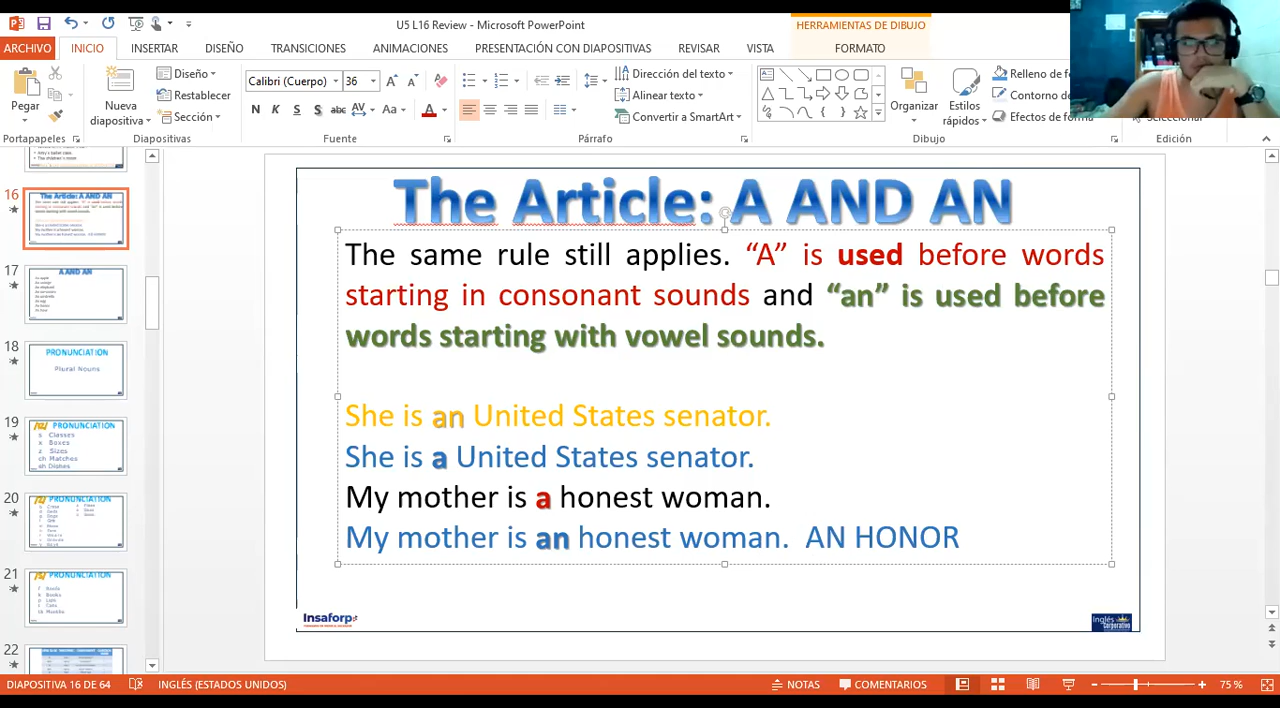 U5 L16 Review - Microsoft PowerPoint
HERRAMIENTAS DE DIBUJO
ARCHIVO INICIO INSERTAR DISEÑO TRANSICIONES ANIMACIONES PRESENTACIÓN CON DIAPOSITIVAS REVISAR VISTA FORMATO
Pegar
Nueva diapositiva
Diseño
Restablecer
Sección
Calibri (Cuerpo) 36
N K S S abc AV Aa A
Dirección del texto
Alinear texto
Convertir a SmartArt
Organizar
Estilos rápidos
Relleno de
Contorno de
Efectos de forma
Seleccionar
Portapapeles Diapositivas Fuente Párrafo Dibujo Edición
16
The Article: A AND AN
17
A AND AN
18
PRONUNCIATION
Plural Nouns
19
PRONUNCIATION
s Classes
x Boxes
z Sizes
ch Matches
sh Dishes
20
PRONUNCIATION
21
PRONUNCIATION
22
The Article: A AND AN
The same rule still applies. “A” is used before words
starting in consonant sounds and “an” is used before
words starting with vowel sounds.
She is an United States senator.
She is a United States senator.
My mother is a honest woman.
My mother is an honest woman. AN HONOR
Insaforp
Inglés corporativo
DIAPOSITIVA 16 DE 64 INGLÉS (ESTADOS UNIDOS) NOTAS COMENTARIOS 75 %